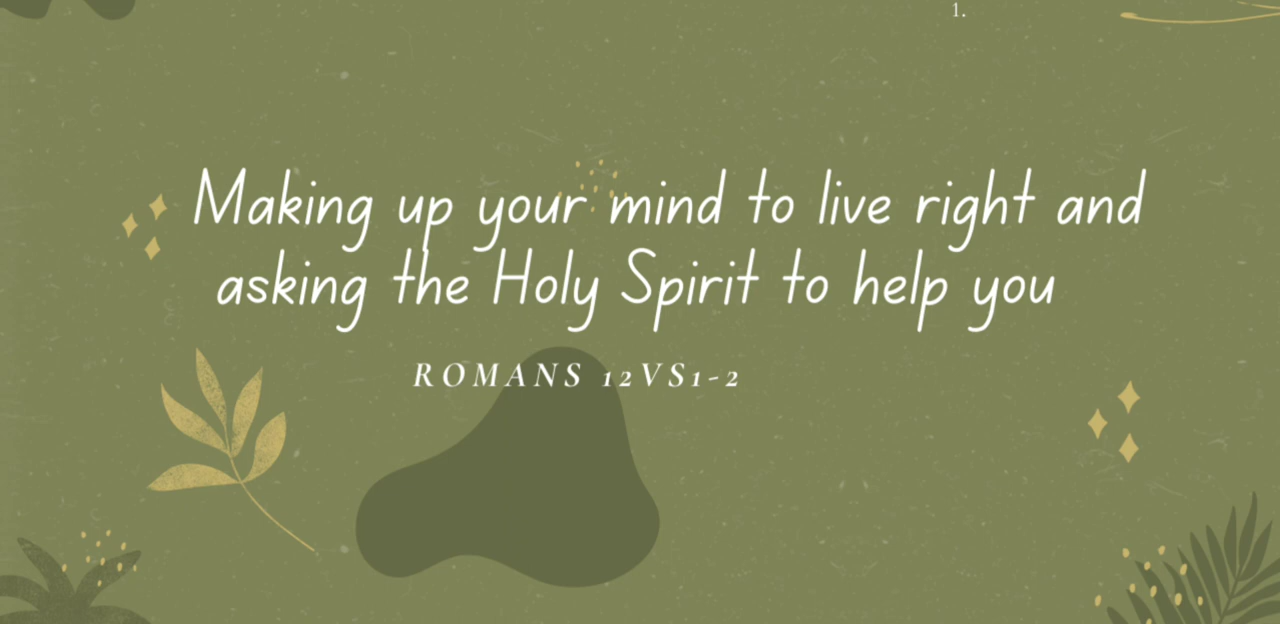 1.
Making up your mind to live right and
asking the Holy Spirit to help you
ROMANS 12VS1-2